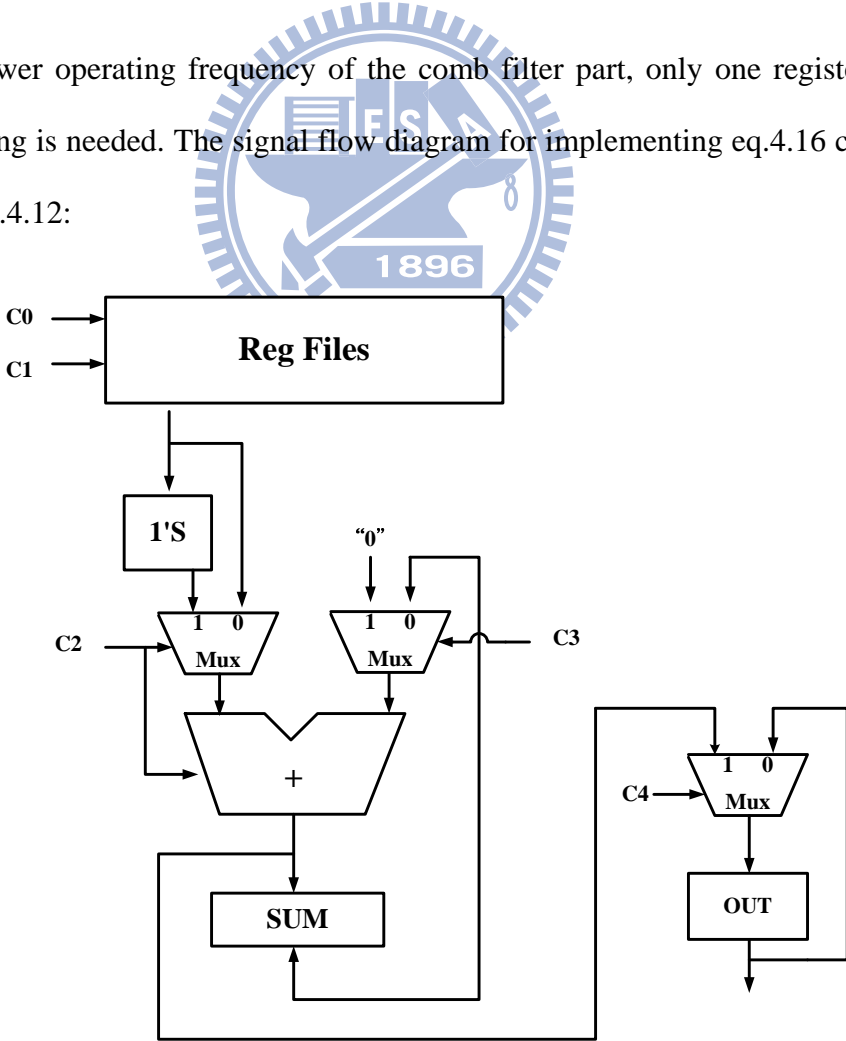 wer operating frequency of the comb filter part, only one registe
ng is needed. The signal flow diagram for implementing eq.4.16 c
.4.12:
E S A
8
1896
C0
C1
Reg Files
1'S
“0”
1 0
Mux
1 0
Mux
C2
C3
+
SUM
1 0
Mux
C4
OUT